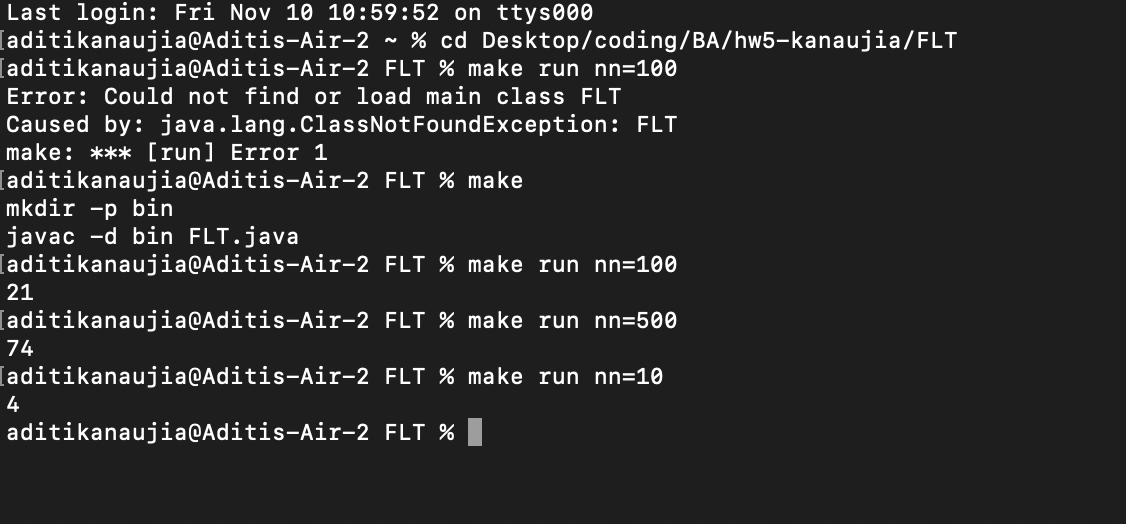 Last login: Fri Nov 10 10:59:52 on ttys000
[aditikanaujia@Aditis-Air-2 ~ % cd Desktop/coding/BA/hw5-kanaujia/FLT
[aditikanaujia@Aditis-Air-2 FLT % make run nn=100
Error: Could not find or load main class FLT
Caused by: java.lang.ClassNotFoundException: FLT
make: *** [run] Error 1
[aditikanaujia@Aditis-Air-2 FLT % make
mkdir -p bin
javac -d bin FLT.java
[aditikanaujia@Aditis-Air-2 FLT % make run nn=100
21
[aditikanaujia@Aditis-Air-2 FLT % make run nn=500
74
[aditikanaujia@Aditis-Air-2 FLT % make run nn=10
4
aditikanaujia@Aditis-Air-2 FLT %